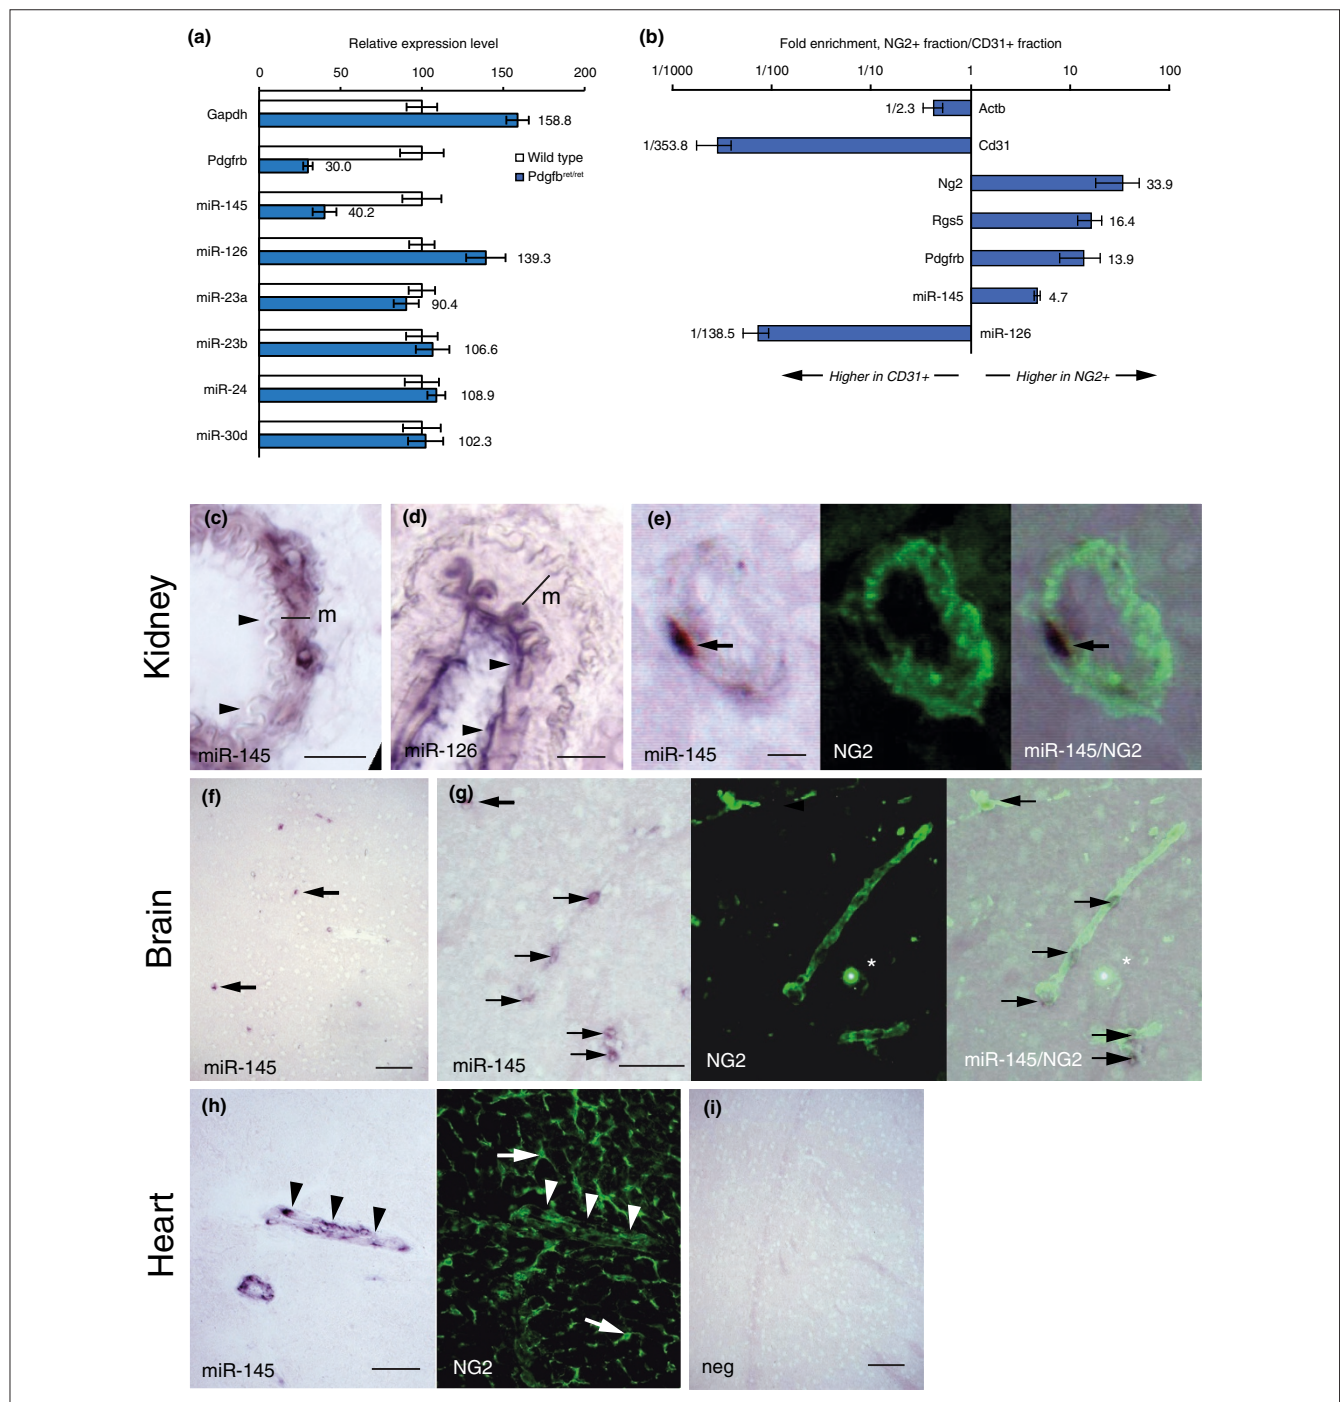 (a)
Relative expression level
0 50 100 150 200
Gapdh 158.8
Pdgfrb 30.0
Wild type
Pdgfb^ret/ret
miR-145 40.2
miR-126 139.3
miR-23a 90.4
miR-23b 106.6
miR-24 108.9
miR-30d 102.3
(b)
Fold enrichment, NG2+ fraction/CD31+ fraction
1/1000 1/100 1/10 1 10 100
1/2.3 Actb
1/353.8 Cd31
Ng2 33.9
Rgs5 16.4
Pdgfrb 13.9
miR-145 4.7
1/138.5 miR-126
Higher in CD31+ Higher in NG2+
Kidney
(c)
m
miR-145
(d)
m
miR-126
(e)
miR-145
NG2
miR-145/NG2
Brain
(f)
miR-145
(g)
miR-145
NG2
*
miR-145/NG2
*
Heart
(h)
miR-145
NG2
(i)
neg